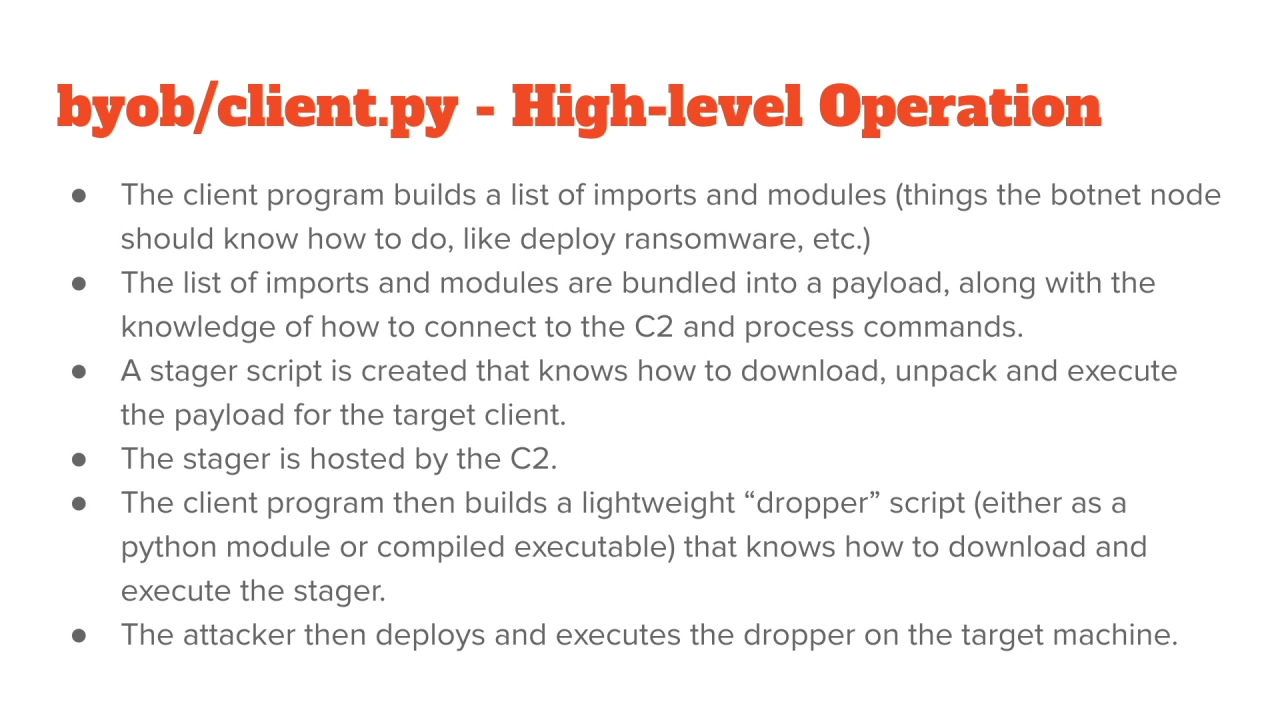 byob/client.py - High-level Operation
● The client program builds a list of imports and modules (things the botnet node
should know how to do, like deploy ransomware, etc.)
● The list of imports and modules are bundled into a payload, along with the
knowledge of how to connect to the C2 and process commands.
● A stager script is created that knows how to download, unpack and execute
the payload for the target client.
● The stager is hosted by the C2.
● The client program then builds a lightweight “dropper” script (either as a
python module or compiled executable) that knows how to download and
execute the stager.
● The attacker then deploys and executes the dropper on the target machine.